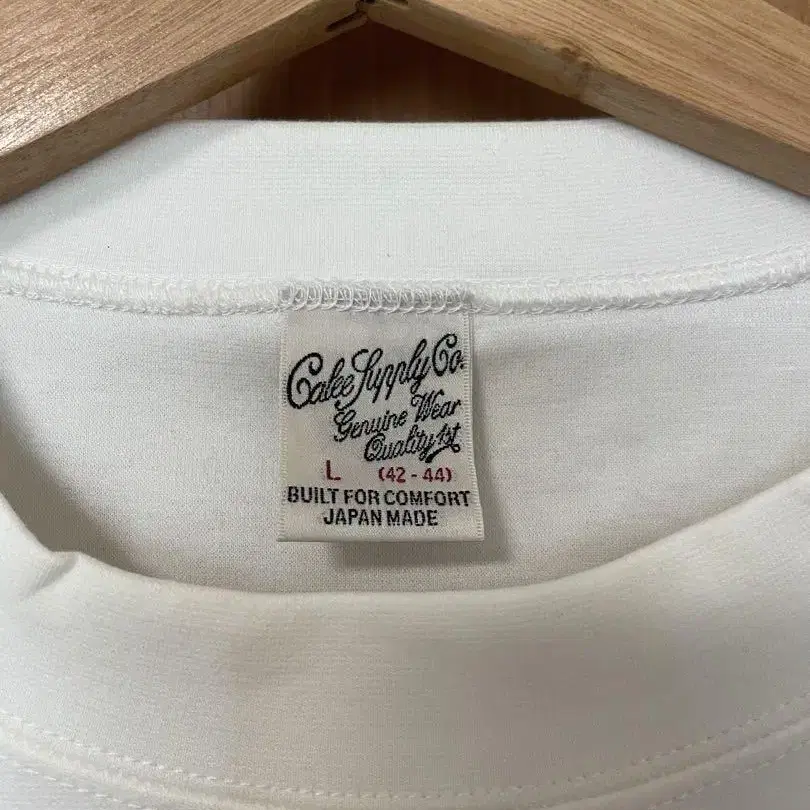 Calee Supply Co.
Genuine Wear
Quality 1st
L (42 - 44)
BUILT FOR COMFORT
JAPAN MADE